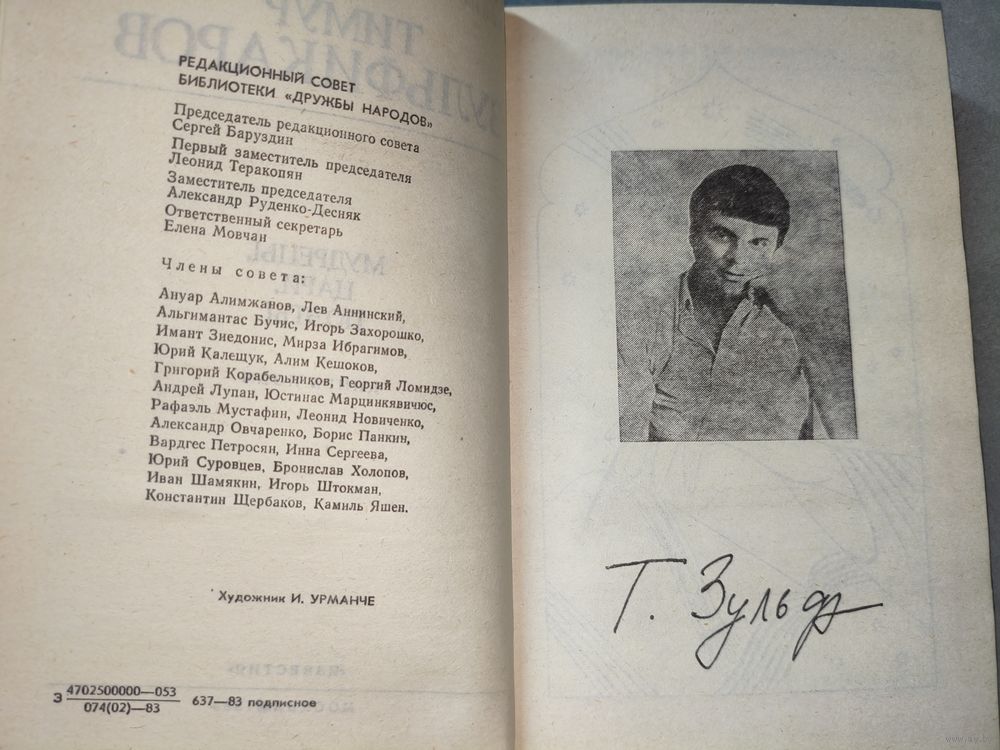 РЕДАКЦИОННЫЙ СОВЕТ
БИБЛИОТЕКИ «ДРУЖБЫ НАРОДОВ»
Председатель редакционного совета
Сергей Баруздин
Первый заместитель председателя
Леонид Теракопян
Заместитель председателя
Александр Руденко-Десняк
Ответственный секретарь
Елена Мовчан
Члены совета:
Ануар Алимжанов, Лев Аннинский,
Альгимантас Бучис, Игорь Захорошко,
Имант Зиедонис, Мирза Ибрагимов,
Юрий Калещук, Алим Кешоков,
Григорий Корабельников, Георгий Ломидзе,
Андрей Лупан, Юстинас Марцинкявичюс,
Рафаэль Мустафин, Леонид Новиченко,
Александр Овчаренко, Борис Панкин,
Вардгес Петросян, Инна Сергеева,
Юрий Суровцев, Бронислав Холопов,
Иван Шамякин, Игорь Штокман,
Константин Щербаков, Камиль Яшен.
Художник И. УРМАНЧЕ
З 4702500000—053
074(02)—83
637—83 подписное
Т. Зульф